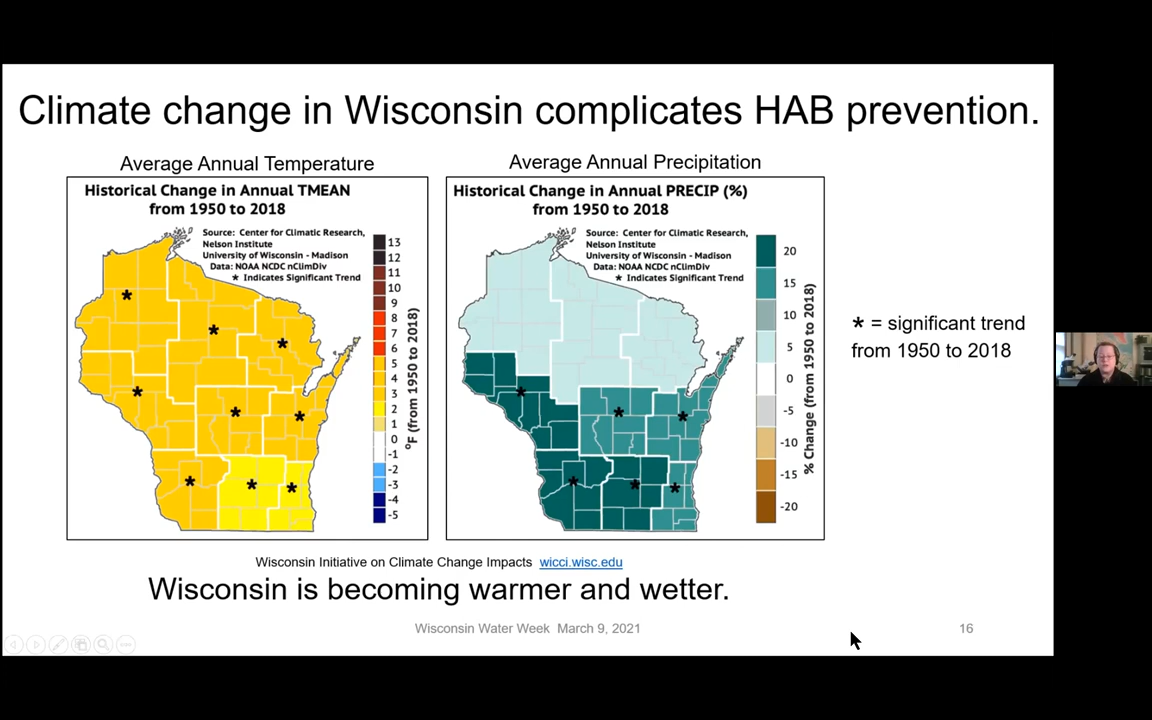 Climate change in Wisconsin complicates HAB prevention.
Average Annual Temperature
Historical Change in Annual TMEAN
from 1950 to 2018
Source: Center for Climatic Research,
Nelson Institute
University of Wisconsin - Madison
Data: NOAA NCDC nClimDiv
* Indicates Significant Trend
13
12
11
10
9
8
7
6
5
4
3
2
1
0
-1
-2
-3
-4
-5
°F (from 1950 to 2018)
Average Annual Precipitation
Historical Change in Annual PRECIP (%)
from 1950 to 2018
Source: Center for Climatic Research,
Nelson Institute
University of Wisconsin - Madison
Data: NOAA NCDC nClimDiv
* Indicates Significant Trend
20
15
10
5
0
-5
-10
-15
-20
% Change (from 1950 to 2018)
* = significant trend
from 1950 to 2018
Wisconsin Initiative on Climate Change Impacts wicci.wisc.edu
Wisconsin is becoming warmer and wetter.
Wisconsin Water Week March 9, 2021
16